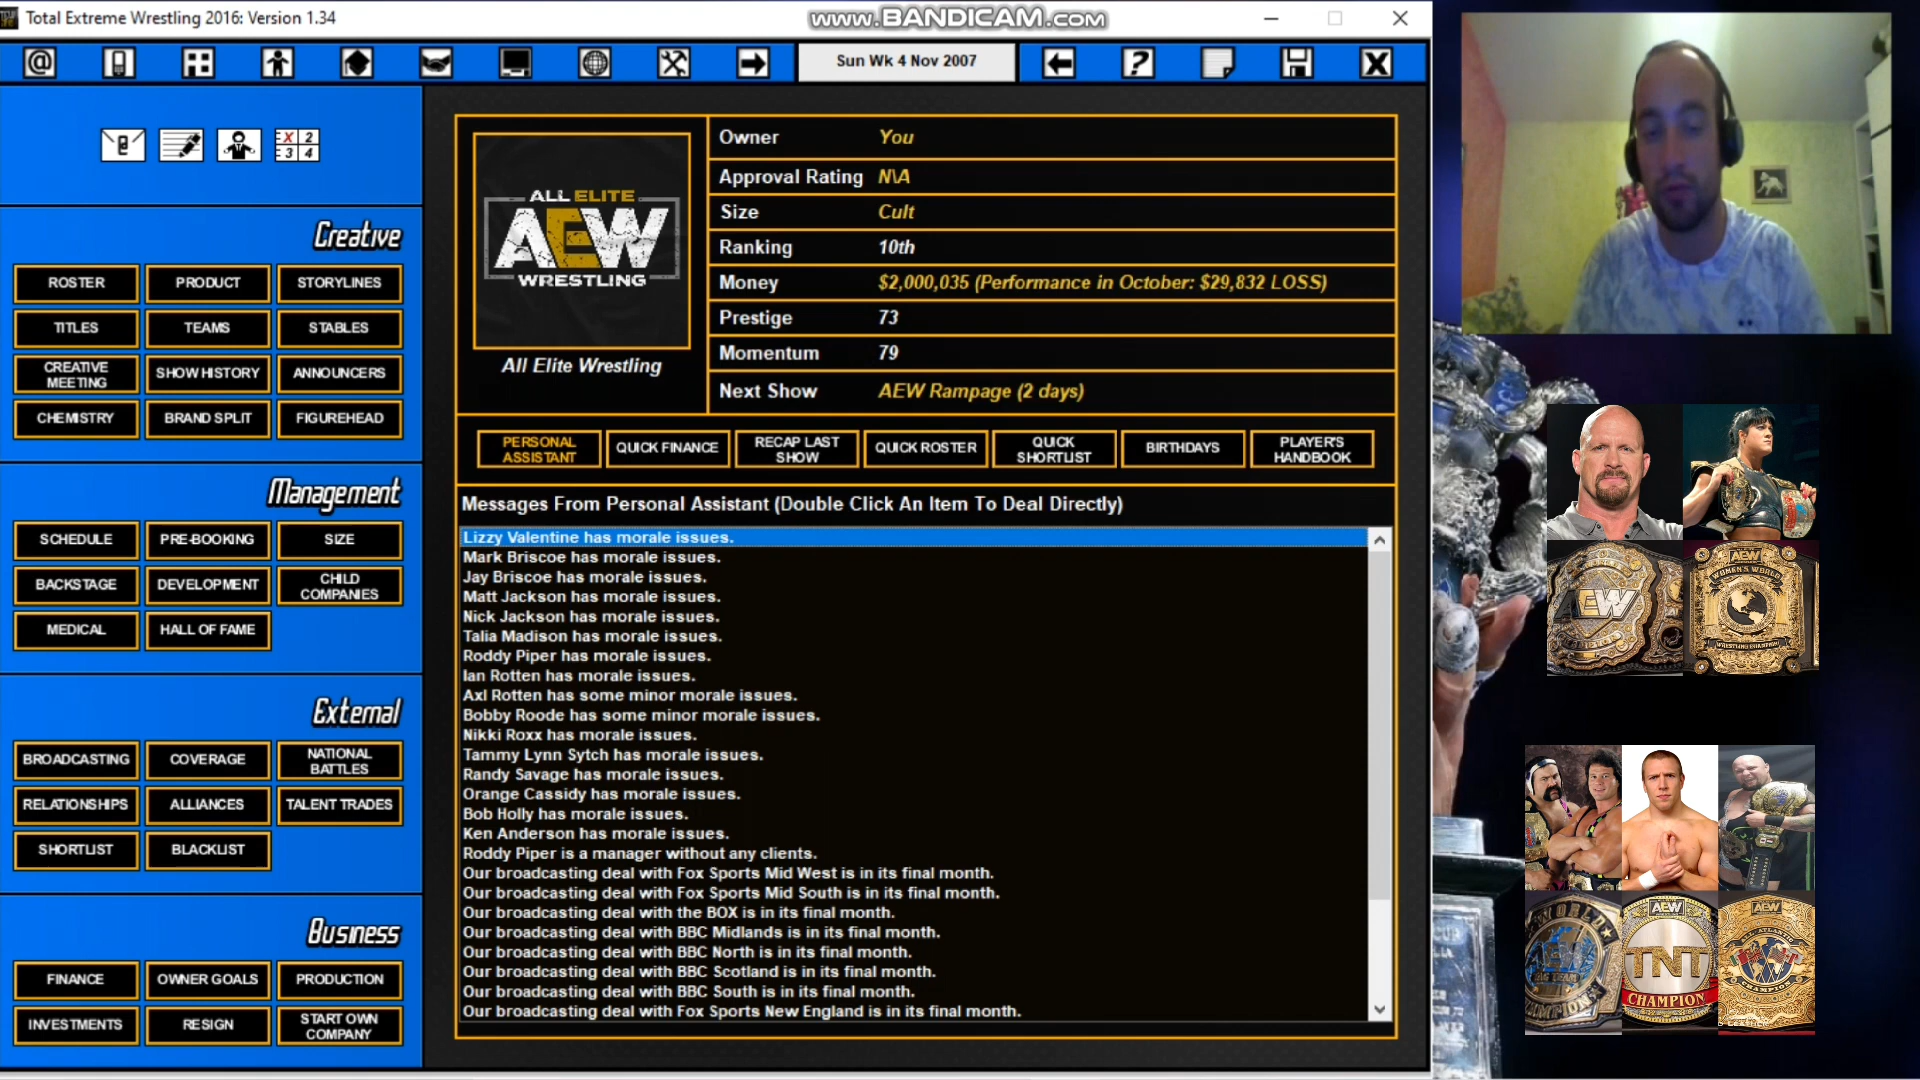 Total Extreme Wrestling 2016: Version 1.34
www.BANDICAM.com
Sun Wk 4 Nov 2007
Creative
ROSTER
PRODUCT
STORYLINES
TITLES
TEAMS
STABLES
CREATIVE
MEETING
SHOW HISTORY
ANNOUNCERS
CHEMISTRY
BRAND SPLIT
FIGUREHEAD
Management
SCHEDULE
PRE-BOOKING
SIZE
BACKSTAGE
DEVELOPMENT
CHILD
COMPANIES
MEDICAL
HALL OF FAME
External
BROADCASTING
COVERAGE
NATIONAL
BATTLES
RELATIONSHIPS
ALLIANCES
TALENT TRADES
SHORTLIST
BLACKLIST
Business
FINANCE
OWNER GOALS
PRODUCTION
INVESTMENTS
RESIGN
START OWN
COMPANY
ALL ELITE
AEW
WRESTLING
All Elite Wrestling
Owner You
Approval Rating N\A
Size Cult
Ranking 10th
Money $2,000,035 (Performance in October: $29,832 LOSS)
Prestige 73
Momentum 79
Next Show AEW Rampage (2 days)
PERSONAL
ASSISTANT
QUICK FINANCE
RECAP LAST
SHOW
QUICK ROSTER
QUICK
SHORTLIST
BIRTHDAYS
PLAYER'S
HANDBOOK
Messages From Personal Assistant (Double Click An Item To Deal Directly)
Lizzy Valentine has morale issues.
Mark Briscoe has morale issues.
Jay Briscoe has morale issues.
Matt Jackson has morale issues.
Nick Jackson has morale issues.
Talia Madison has morale issues.
Roddy Piper has morale issues.
Ian Rotten has morale issues.
Axl Rotten has some minor morale issues.
Bobby Roode has some minor morale issues.
Nikki Roxx has morale issues.
Tammy Lynn Sytch has morale issues.
Randy Savage has morale issues.
Orange Cassidy has morale issues.
Bob Holly has morale issues.
Ken Anderson has morale issues.
Roddy Piper is a manager without any clients.
Our broadcasting deal with Fox Sports Mid West is in its final month.
Our broadcasting deal with Fox Sports Mid South is in its final month.
Our broadcasting deal with the BOX is in its final month.
Our broadcasting deal with BBC Midlands is in its final month.
Our broadcasting deal with BBC North is in its final month.
Our broadcasting deal with BBC Scotland is in its final month.
Our broadcasting deal with BBC South is in its final month.
Our broadcasting deal with Fox Sports New England is in its final month.
AEW
AEW
WOMEN'S WORLD
WORLD
AEW
TNT
CHAMPION
AEW
ALL ATLANTIC
CHAMPION